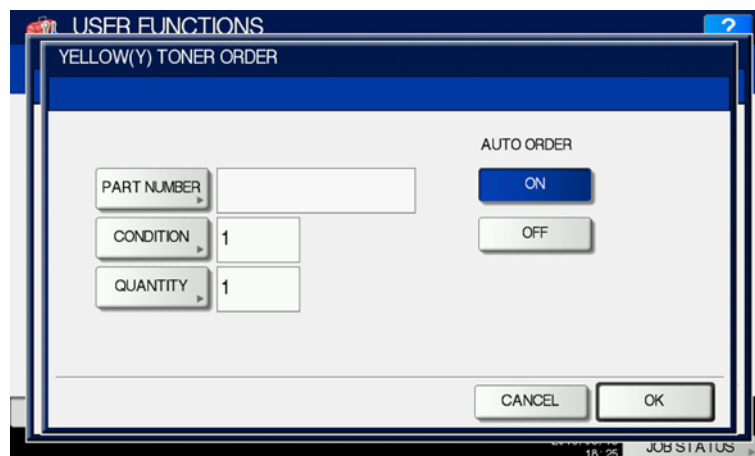 USER FUNCTIONS
?
YELLOW(Y) TONER ORDER
AUTO ORDER
PART NUMBER
ON
CONDITION 1
OFF
QUANTITY 1
CANCEL
OK
18:25
JOB STATUS